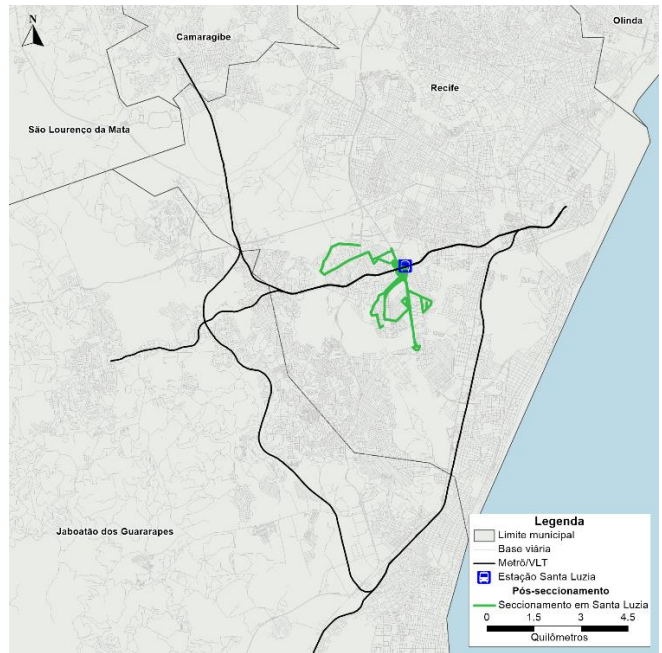 N
Olinda
Camaragibe
Recife
São Lourenço da Mata
Jaboatão dos Guararapes
Legenda
Limite municipal
Base viária
Metrô/VLT
Estação Santa Luzia
Pós-seccionamento
Seccionamento em Santa Luzia
0 1.5 3 4.5
Quilômetros